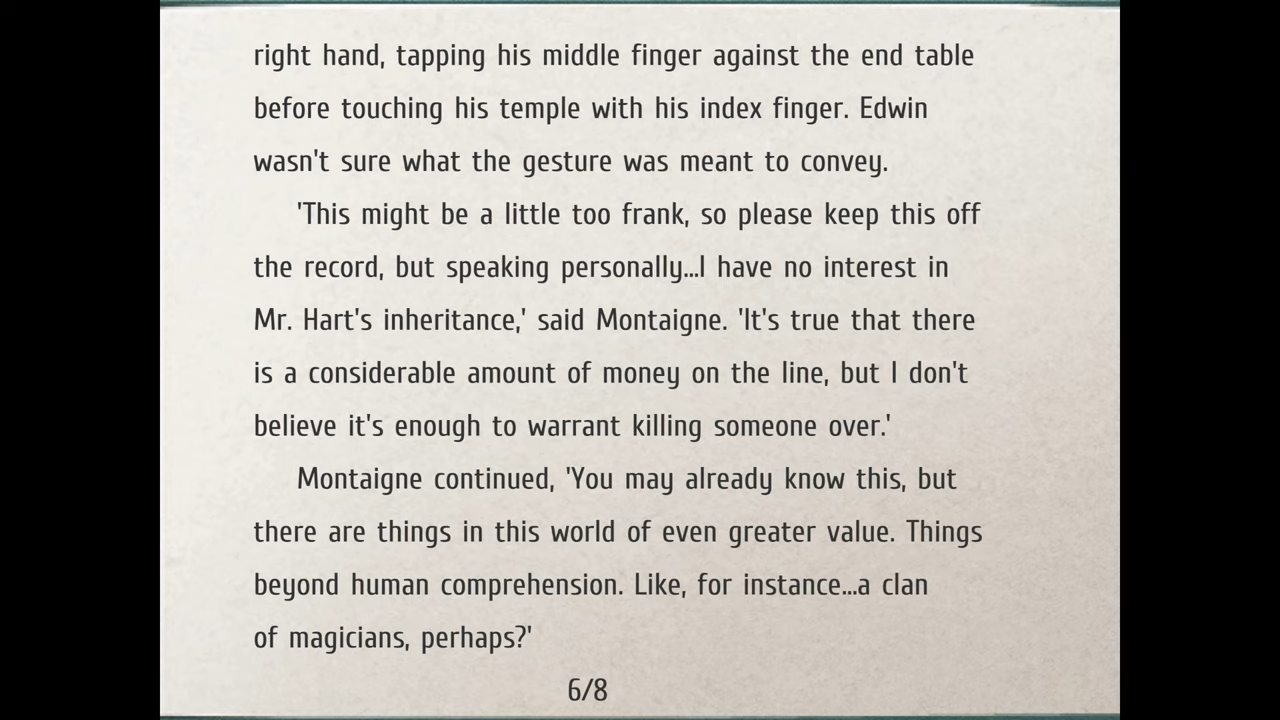 right hand, tapping his middle finger against the end table
before touching his temple with his index finger. Edwin
wasn't sure what the gesture was meant to convey.
'This might be a little too frank, so please keep this off
the record, but speaking personally...I have no interest in
Mr. Hart's inheritance,' said Montaigne. 'It's true that there
is a considerable amount of money on the line, but I don't
believe it's enough to warrant killing someone over.'
Montaigne continued, 'You may already know this, but
there are things in this world of even greater value. Things
beyond human comprehension. Like, for instance...a clan
of magicians, perhaps?'
6/8